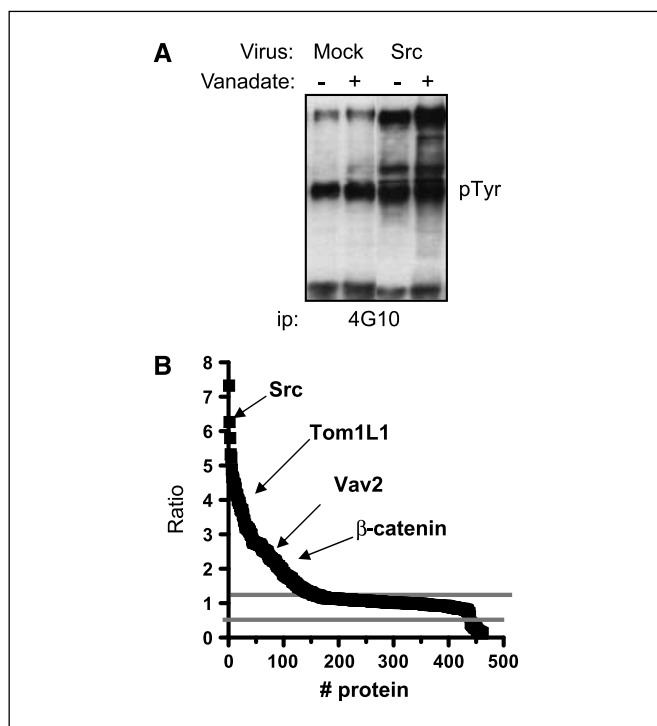 A
Virus: Mock Src
Vanadate: - + - +
pTyr
ip: 4G10
B
8
7
6
5
4
3
2
1
0
Ratio
Src
Tom1L1
Vav2
β-catenin
0 100 200 300 400 500
# protein